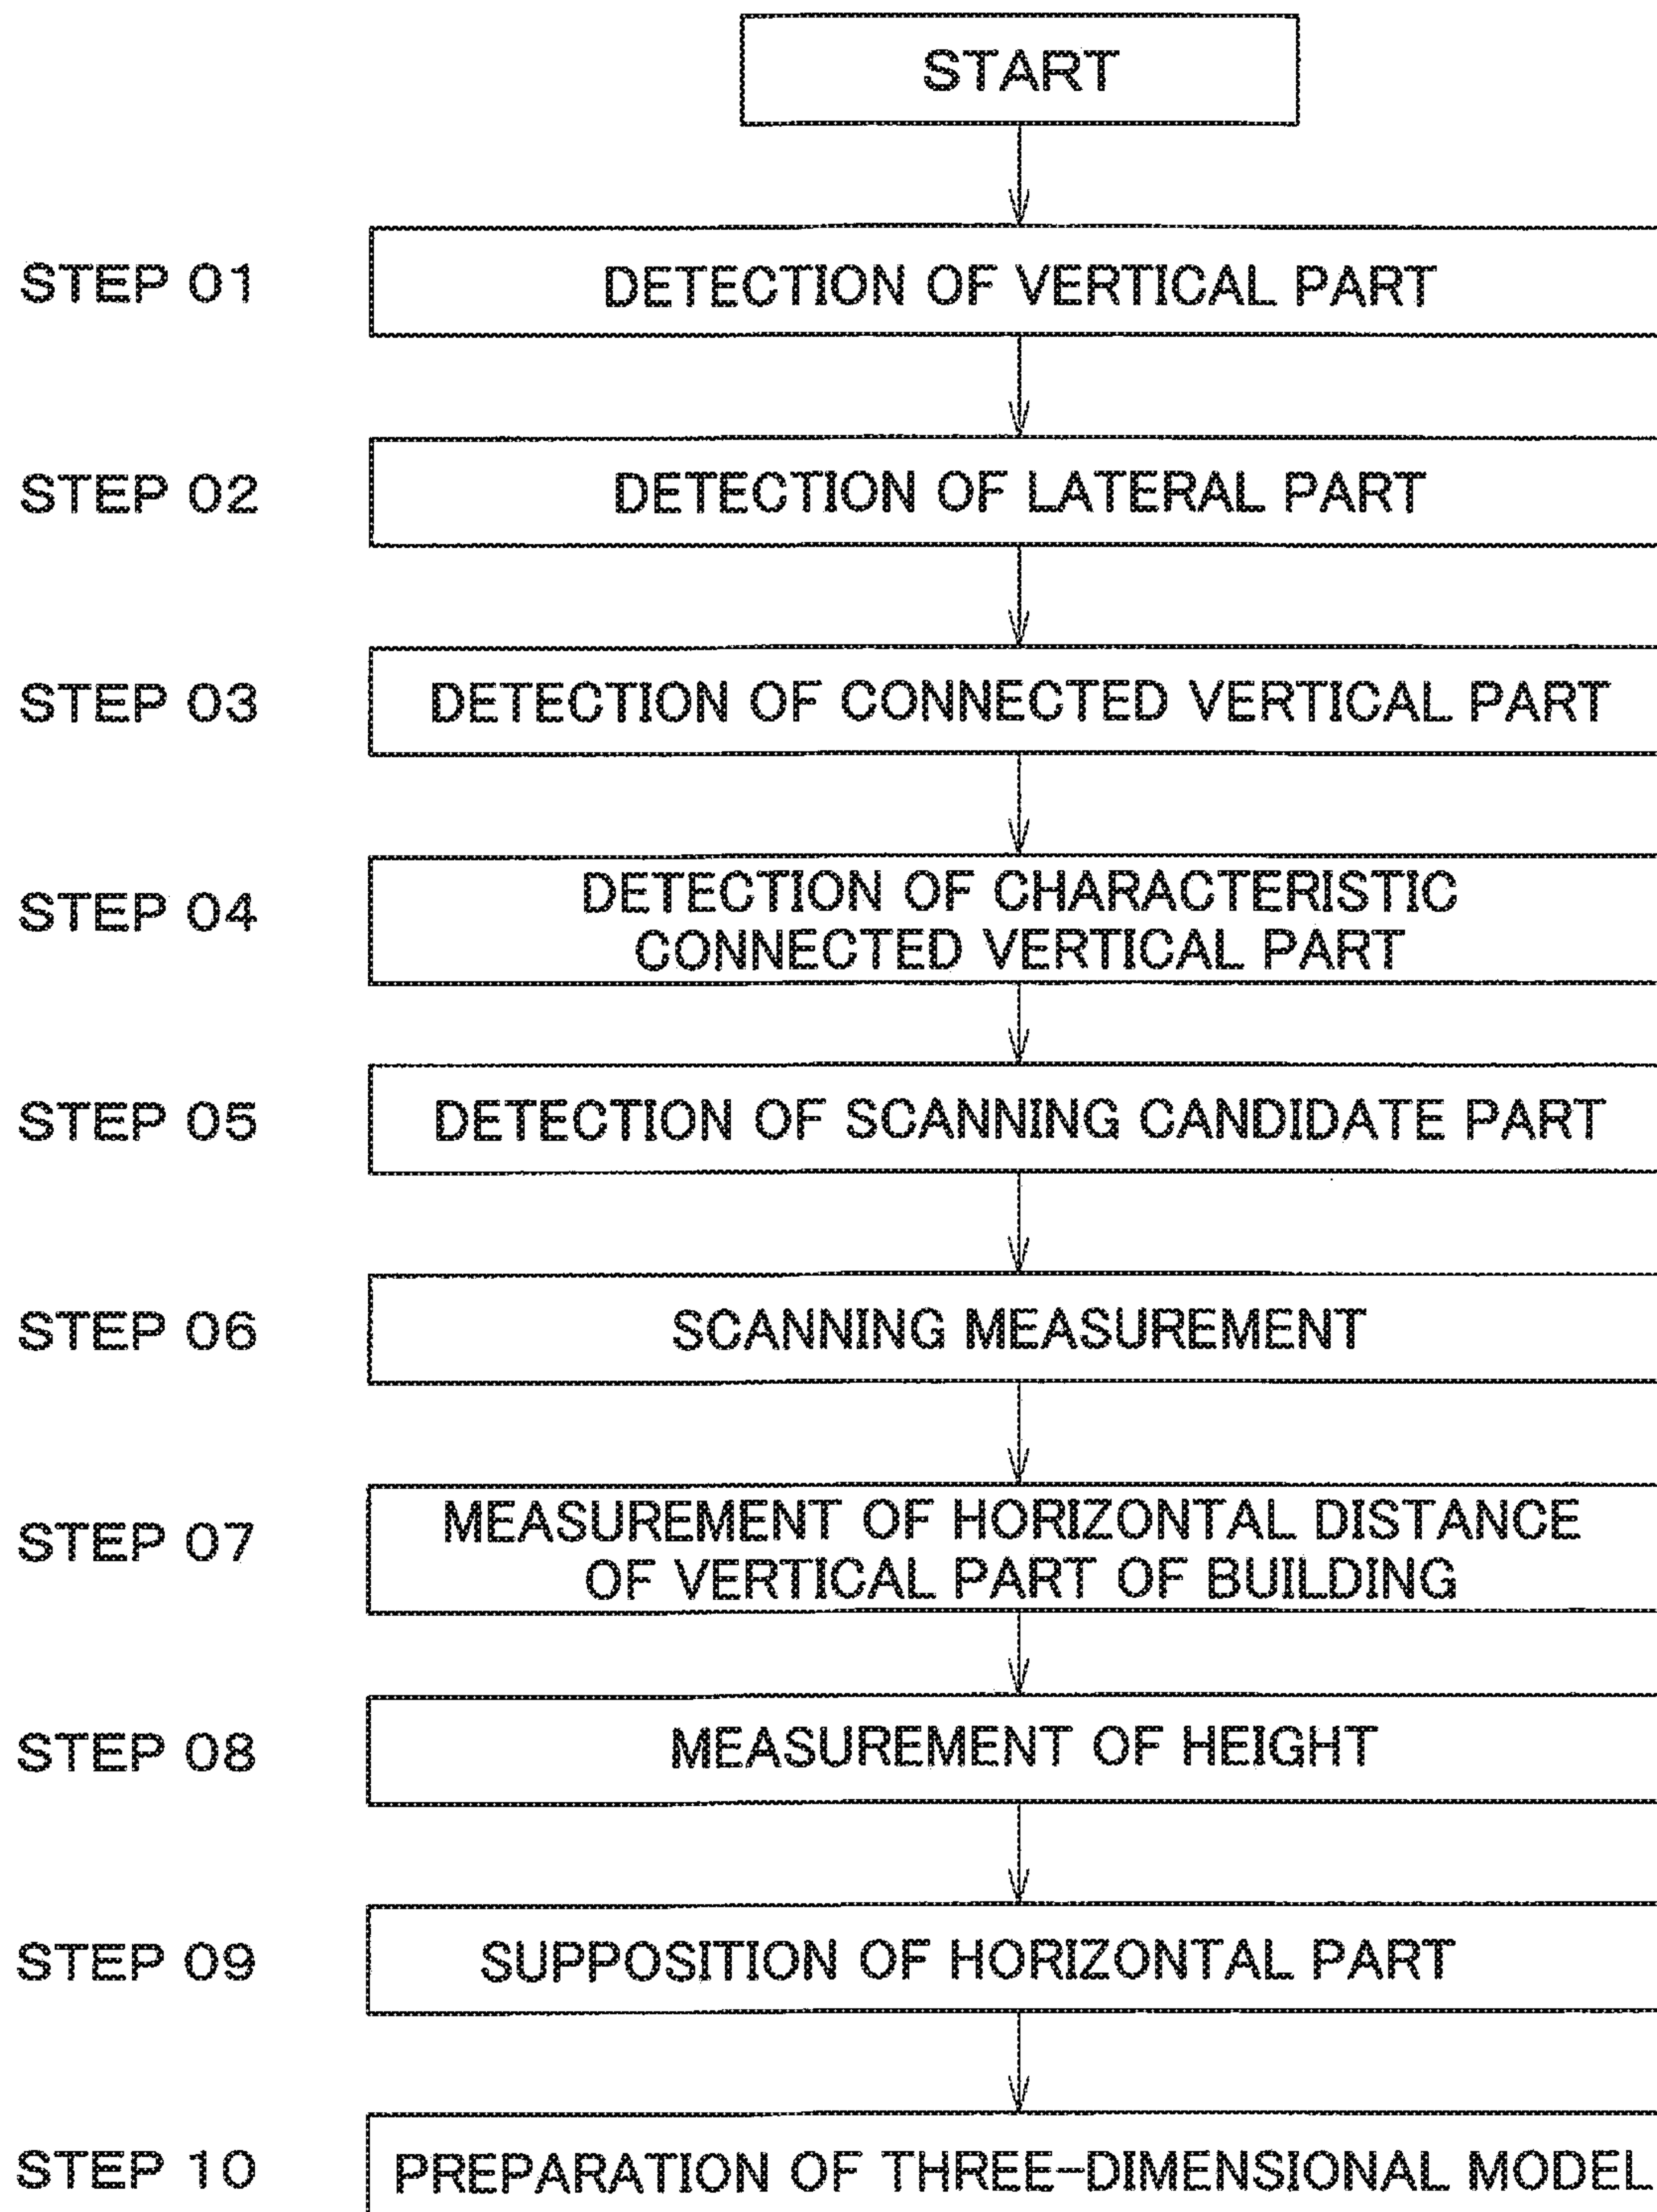 START
STEP 01 DETECTION OF VERTICAL PART
STEP 02 DETECTION OF LATERAL PART
STEP 03 DETECTION OF CONNECTED VERTICAL PART
STEP 04 DETECTION OF CHARACTERISTIC
CONNECTED VERTICAL PART
STEP 05 DETECTION OF SCANNING CANDIDATE PART
STEP 06 SCANNING MEASUREMENT
STEP 07 MEASUREMENT OF HORIZONTAL DISTANCE
OF VERTICAL PART OF BUILDING
STEP 08 MEASUREMENT OF HEIGHT
STEP 09 SUPPOSITION OF HORIZONTAL PART
STEP 10 PREPARATION OF THREE-DIMENSIONAL MODEL